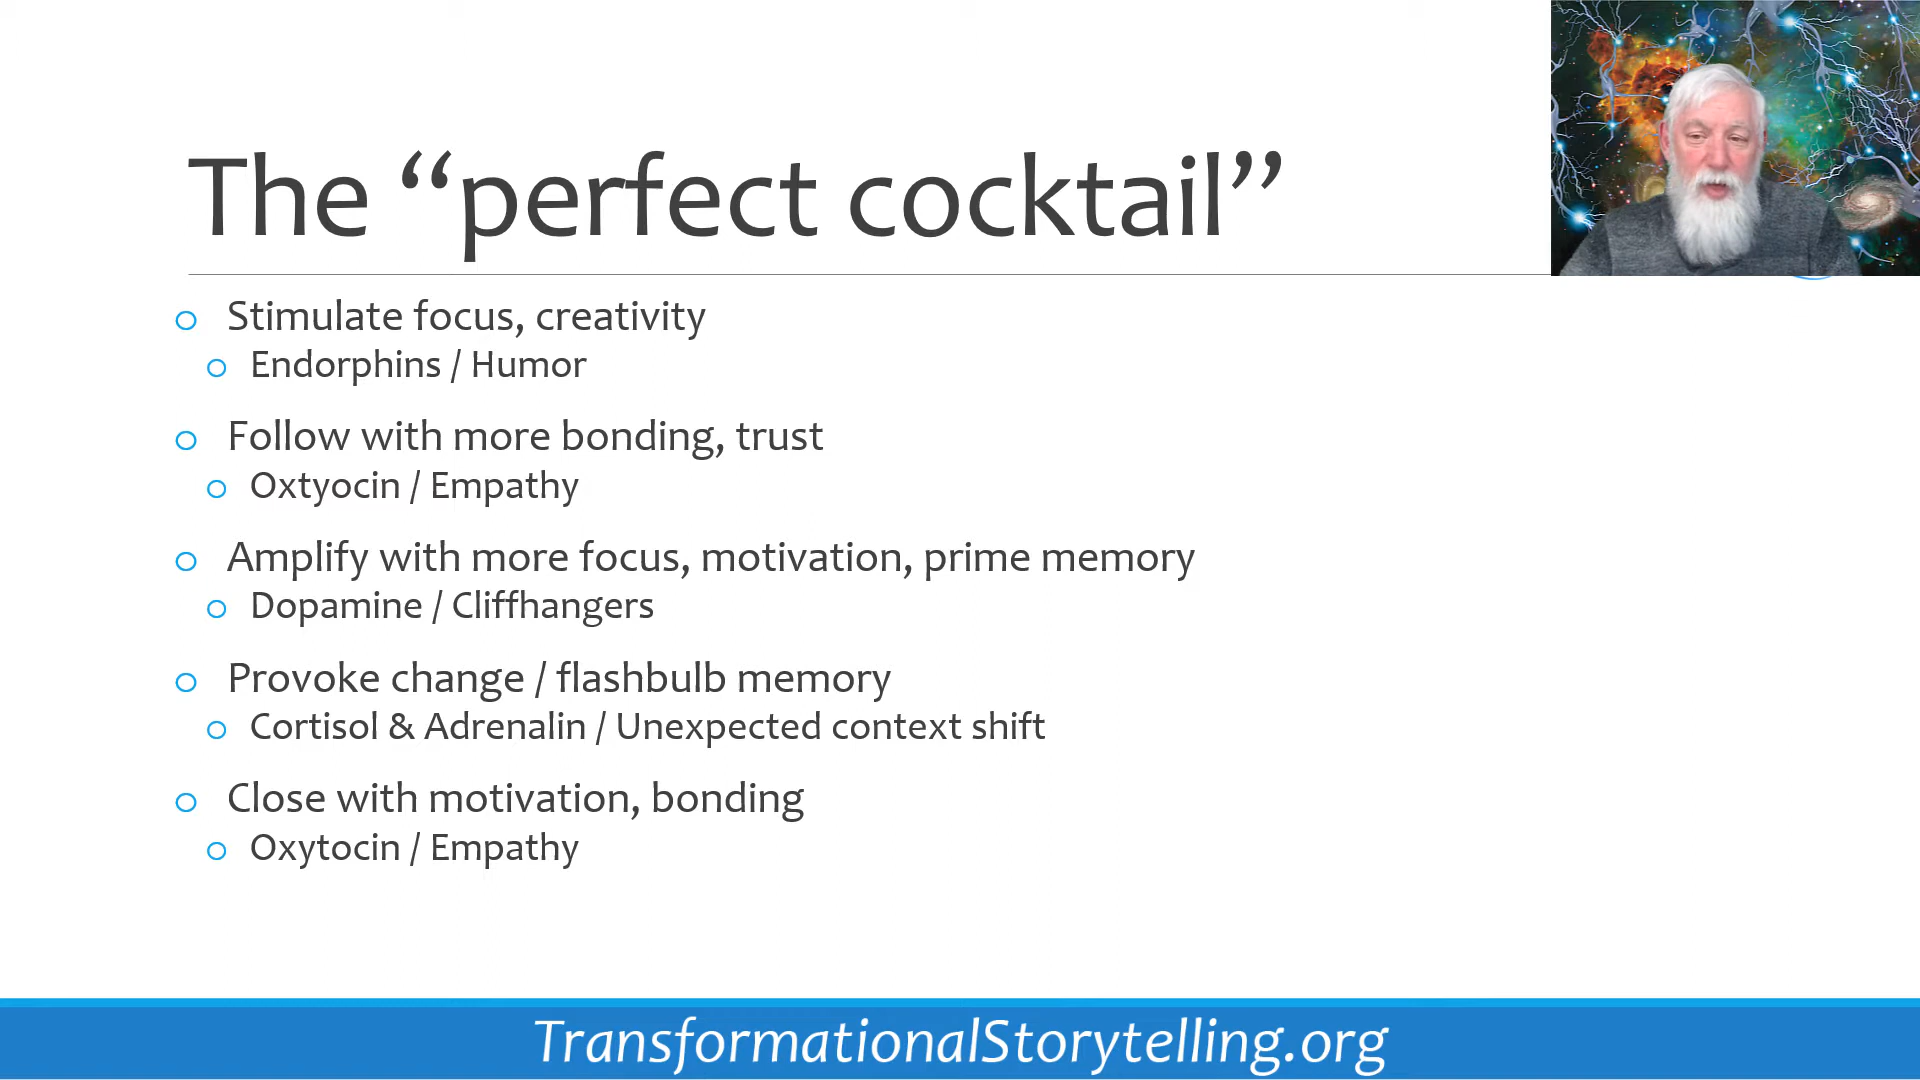 The “perfect cocktail”
Stimulate focus, creativity
Endorphins / Humor
Follow with more bonding, trust
Oxtyocin / Empathy
Amplify with more focus, motivation, prime memory
Dopamine / Cliffhangers
Provoke change / flashbulb memory
Cortisol & Adrenalin / Unexpected context shift
Close with motivation, bonding
Oxytocin / Empathy
TransformationalStorytelling.org